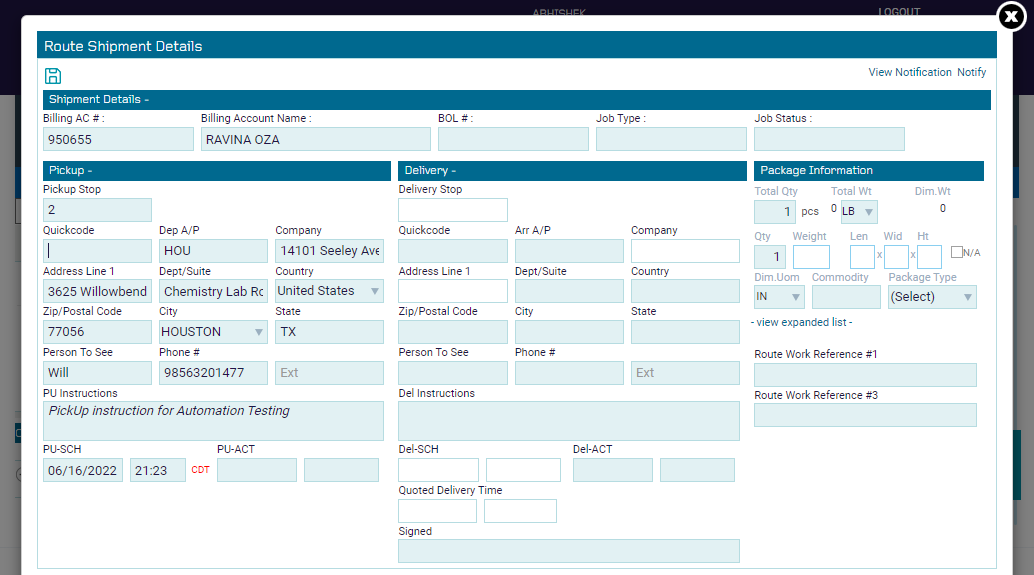 ABHISHEK
LOGOUT
X
Route Shipment Details
View Notification Notify
Shipment Details -
Billing AC # : Billing Account Name : BOL # : Job Type : Job Status :
950655 RAVINA OZA
Pickup - Delivery - Package Information
Pickup Stop Delivery Stop Total Qty Total Wt Dim.Wt
2 1 pcs 0 LB 0
Quickcode Dep A/P Company Quickcode Arr A/P Company Qty Weight Len Wid Ht
HOU 14101 Seeley Ave 1 x x N/A
Address Line 1 Dept/Suite Country Address Line 1 Dept/Suite Country Dim.Uom Commodity Package Type
3625 Willowbend Chemistry Lab Ro United States IN (Select)
Zip/Postal Code City State Zip/Postal Code City State
77056 HOUSTON TX - view expanded list -
Person To See Phone # Person To See Phone # Route Work Reference #1
Will 98563201477 Ext Ext
PU Instructions Del Instructions Route Work Reference #3
PickUp instruction for Automation Testing
PU-SCH PU-ACT Del-SCH Del-ACT
06/16/2022 21:23 CDT
Quoted Delivery Time
Signed